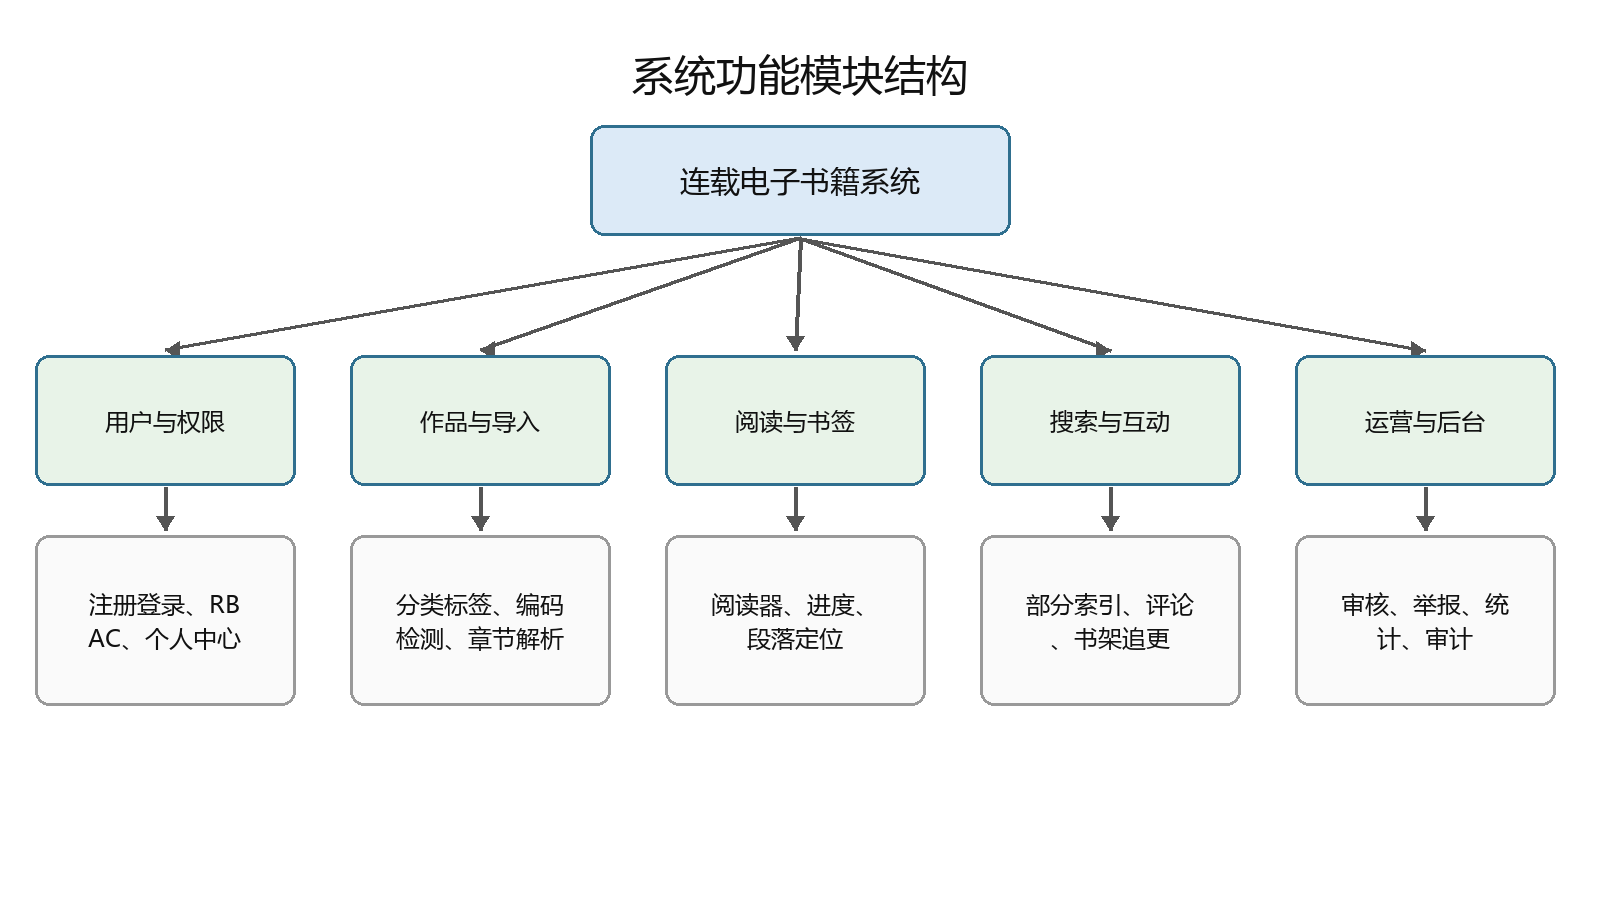 系统功能模块结构
连载电子书籍系统
用户与权限
作品与导入
阅读与书签
搜索与互动
运营与后台
注册登录、RB
AC、个人中心
分类标签、编码
检测、章节解析
阅读器、进度、
段落定位
部分索引、评论
、书架追更
审核、举报、统
计、审计